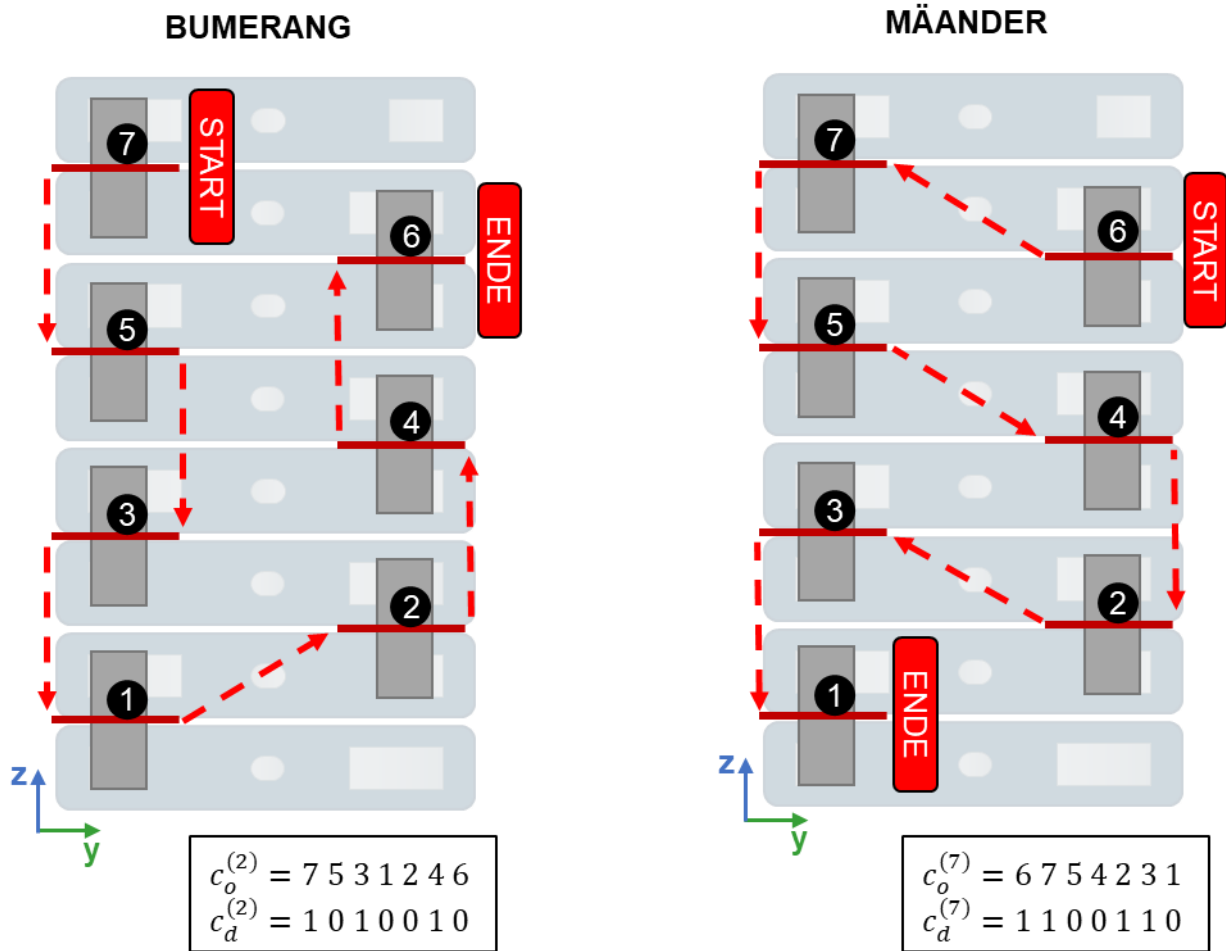 BUMERANG
7
START
6
ENDE
5
4
3
2
1
z
y
c_o^(2) = 7 5 3 1 2 4 6
c_d^(2) = 1 0 1 0 0 1 0
MÄANDER
7
6
START
5
4
3
2
1
ENDE
z
y
c_o^(7) = 6 7 5 4 2 3 1
c_d^(7) = 1 1 0 0 1 1 0